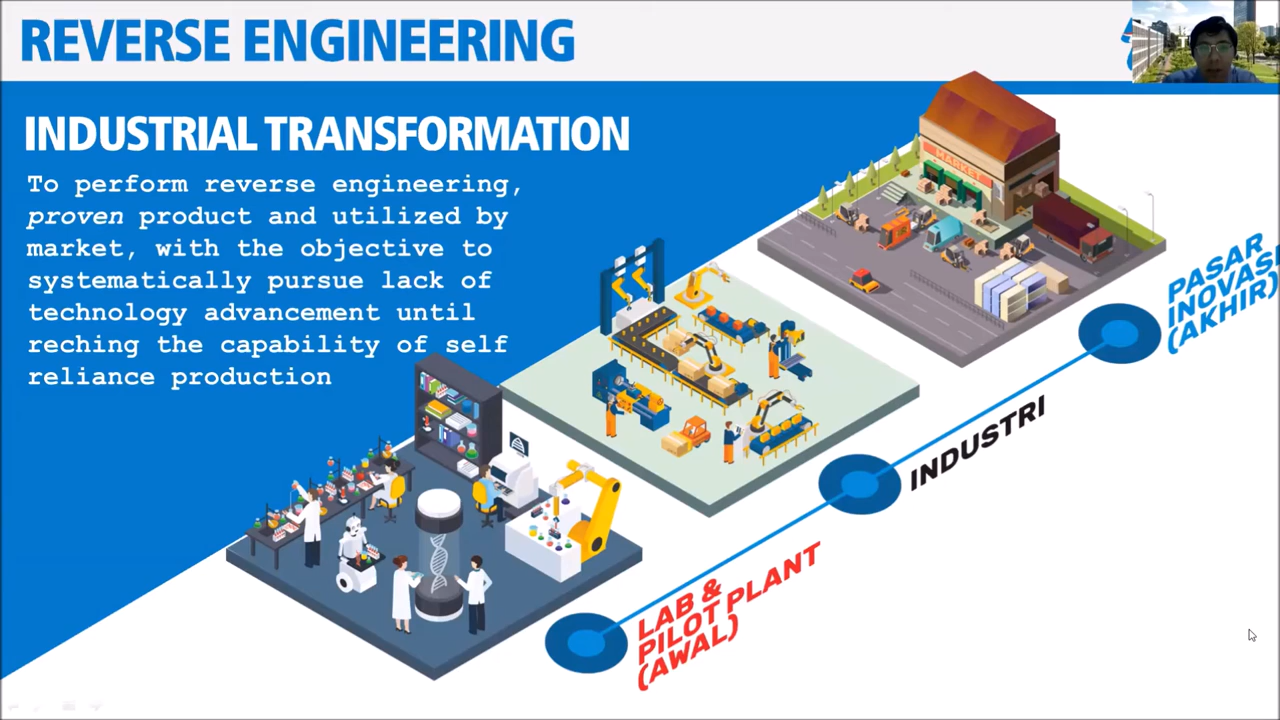 REVERSE ENGINEERING
INDUSTRIAL TRANSFORMATION
To perform reverse engineering,
proven product and utilized by
market, with the objective to
systematically pursue lack of
technology advancement until
reching the capability of self
reliance production
MARKET
PASAR
INOVASI
(AKHIR)
INDUSTRI
LAB &
PILOT PLANT
(AWAL)